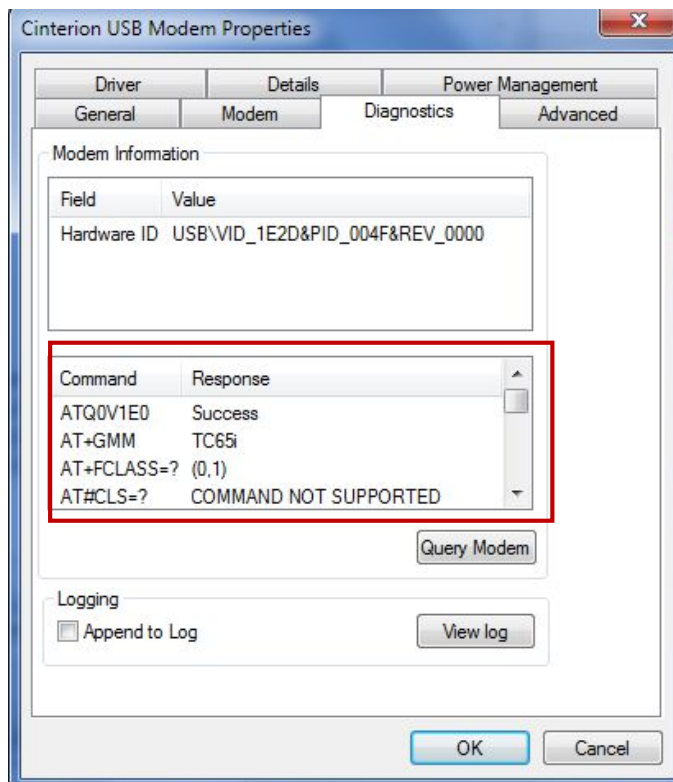 Cinterion USB Modem Properties
Driver Details Power Management
General Modem Diagnostics Advanced
Modem Information
Field Value
Hardware ID USB\VID_1E2D&PID_004F&REV_0000
Command Response
ATQ0V1E0 Success
AT+GMM TC65i
AT+FCLASS=? (0,1)
AT#CLS=? COMMAND NOT SUPPORTED
Query Modem
Logging
Append to Log View log
OK Cancel